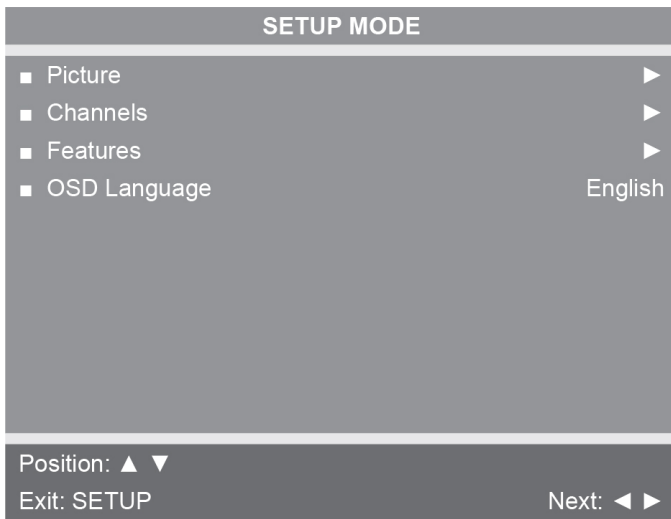 SETUP MODE
■ Picture ►
■ Channels ►
■ Features ►
■ OSD Language English
Position: ▲ ▼
Exit: SETUP Next: ◄ ►